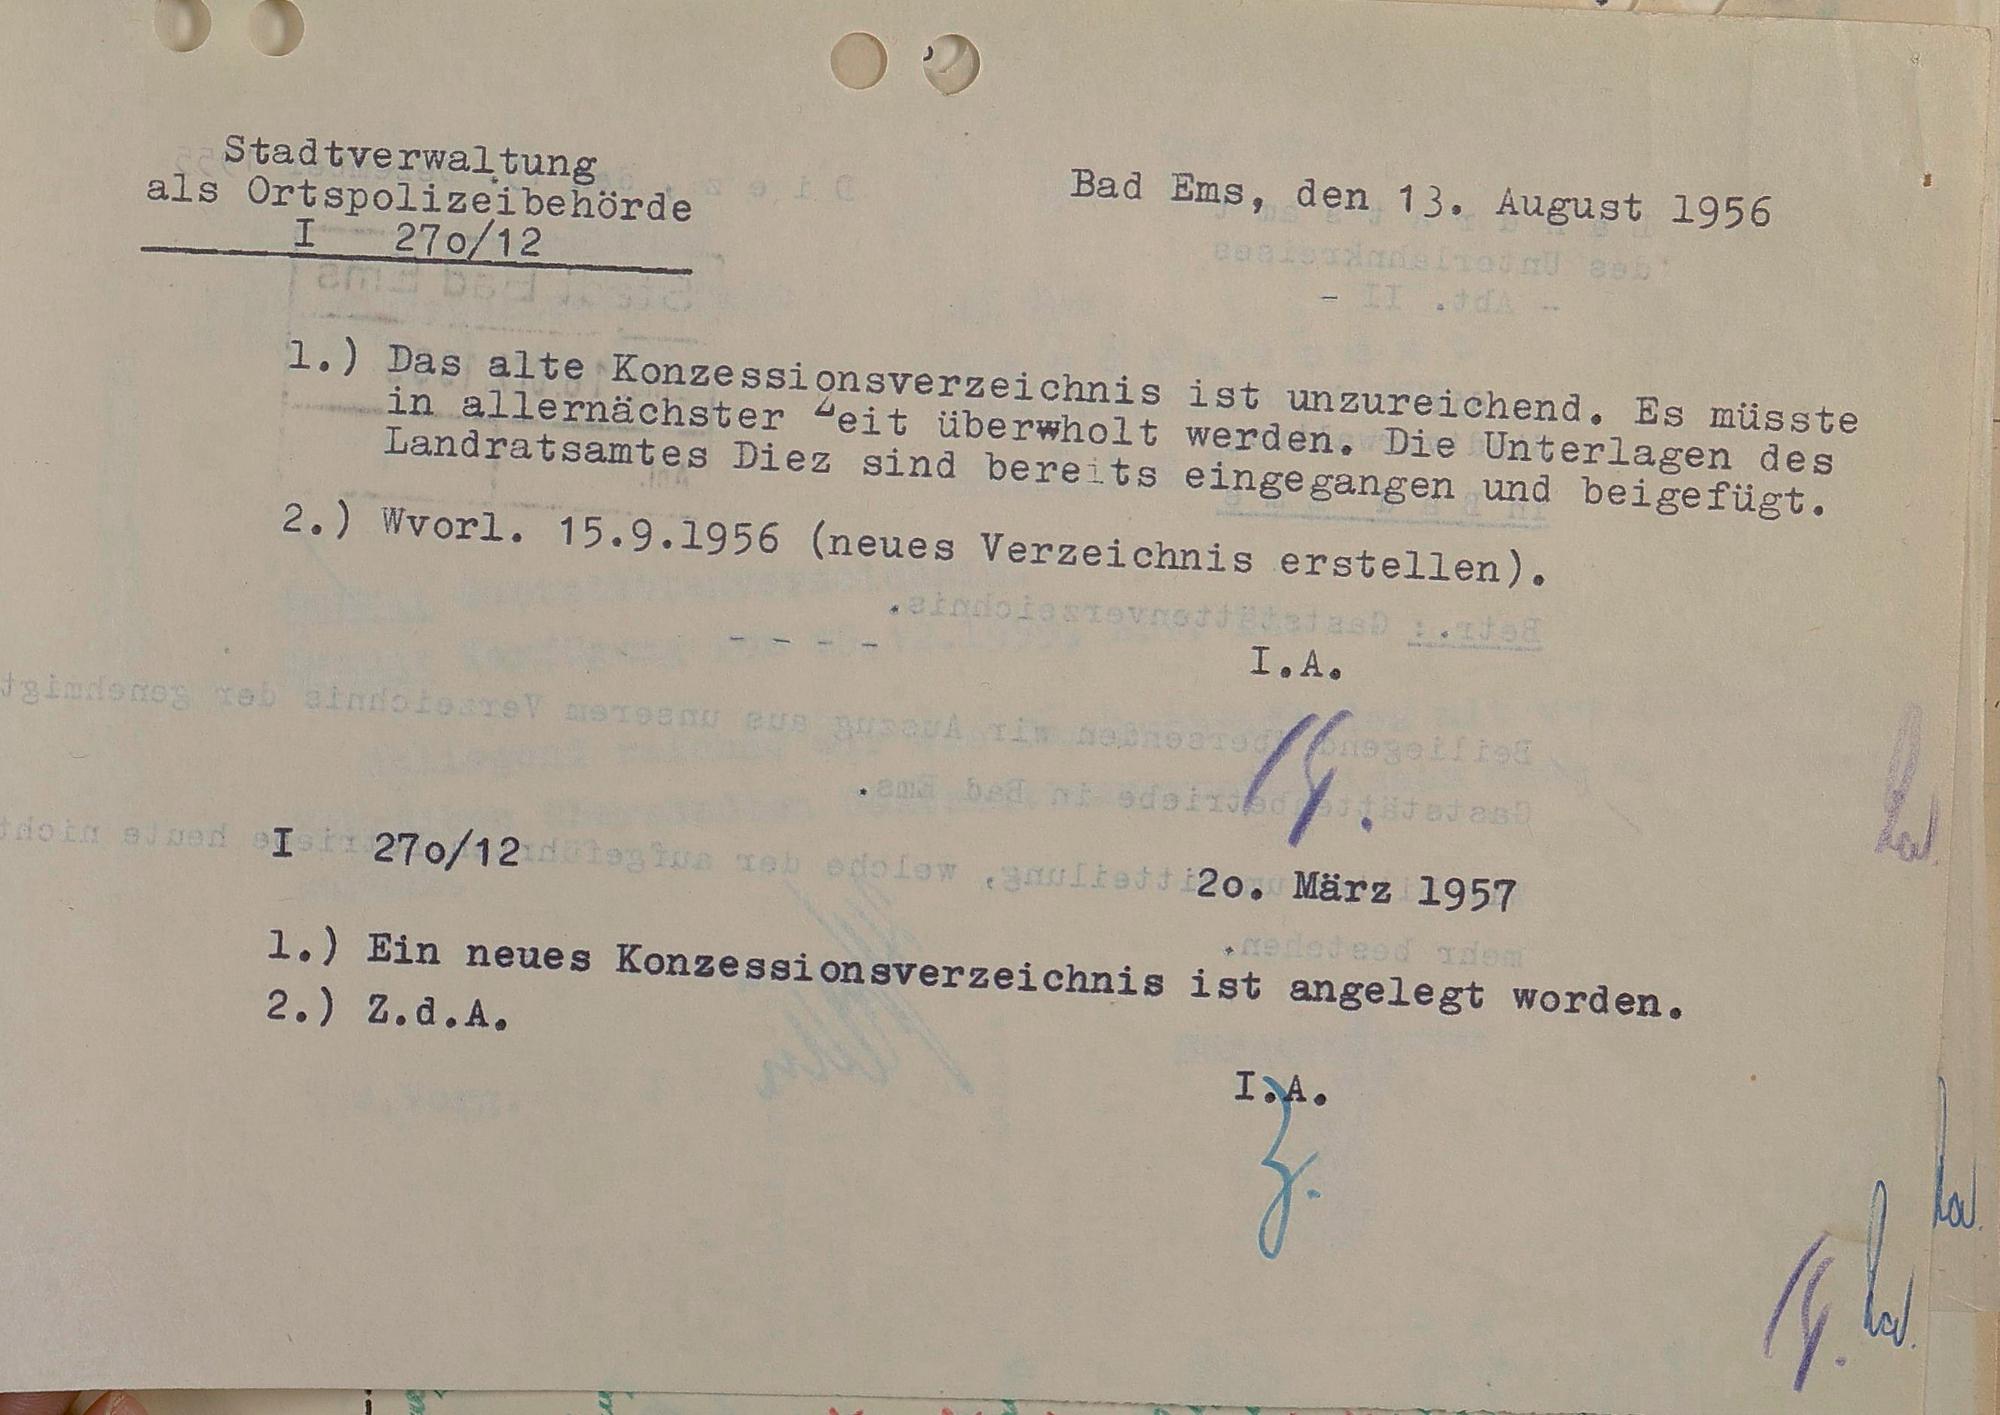 Stadtverwaltung
als Ortspolizeibehörde
I 27o/12
Bad Ems, den 13. August 1956
1.) Das alte Konzessionsverzeichnis ist unzureichend. Es müsste
in allernächster Zeit überwholt werden. Die Unterlagen des
Landratsamtes Diez sind bereits eingegangen und beigefügt.
2.) Wvorl. 15.9.1956 (neues Verzeichnis erstellen).
- - - -
I.A.
I 27o/12
2o. März 1957
1.) Ein neues Konzessionsverzeichnis ist angelegt worden.
2.) Z.d.A.
I.A.